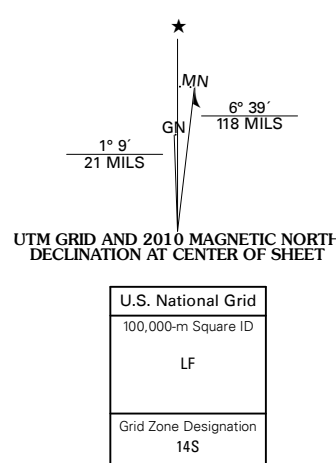 MN
GN
6° 39´
118 MILS
1° 9´
21 MILS
UTM GRID AND 2010 MAGNETIC NORTH
DECLINATION AT CENTER OF SHEET
U.S. National Grid
100,000-m Square ID
LF
Grid Zone Designation
14S